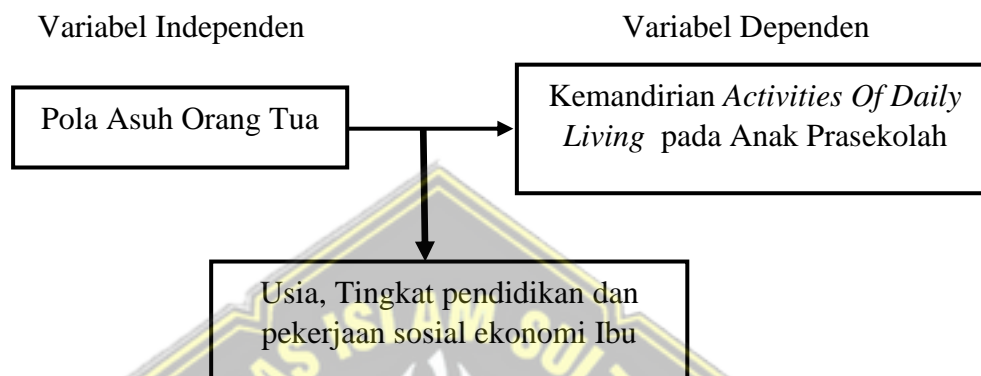 Variabel Independen
Variabel Dependen
Pola Asuh Orang Tua
Kemandirian Activities Of Daily
Living pada Anak Prasekolah
Usia, Tingkat pendidikan dan
pekerjaan sosial ekonomi Ibu